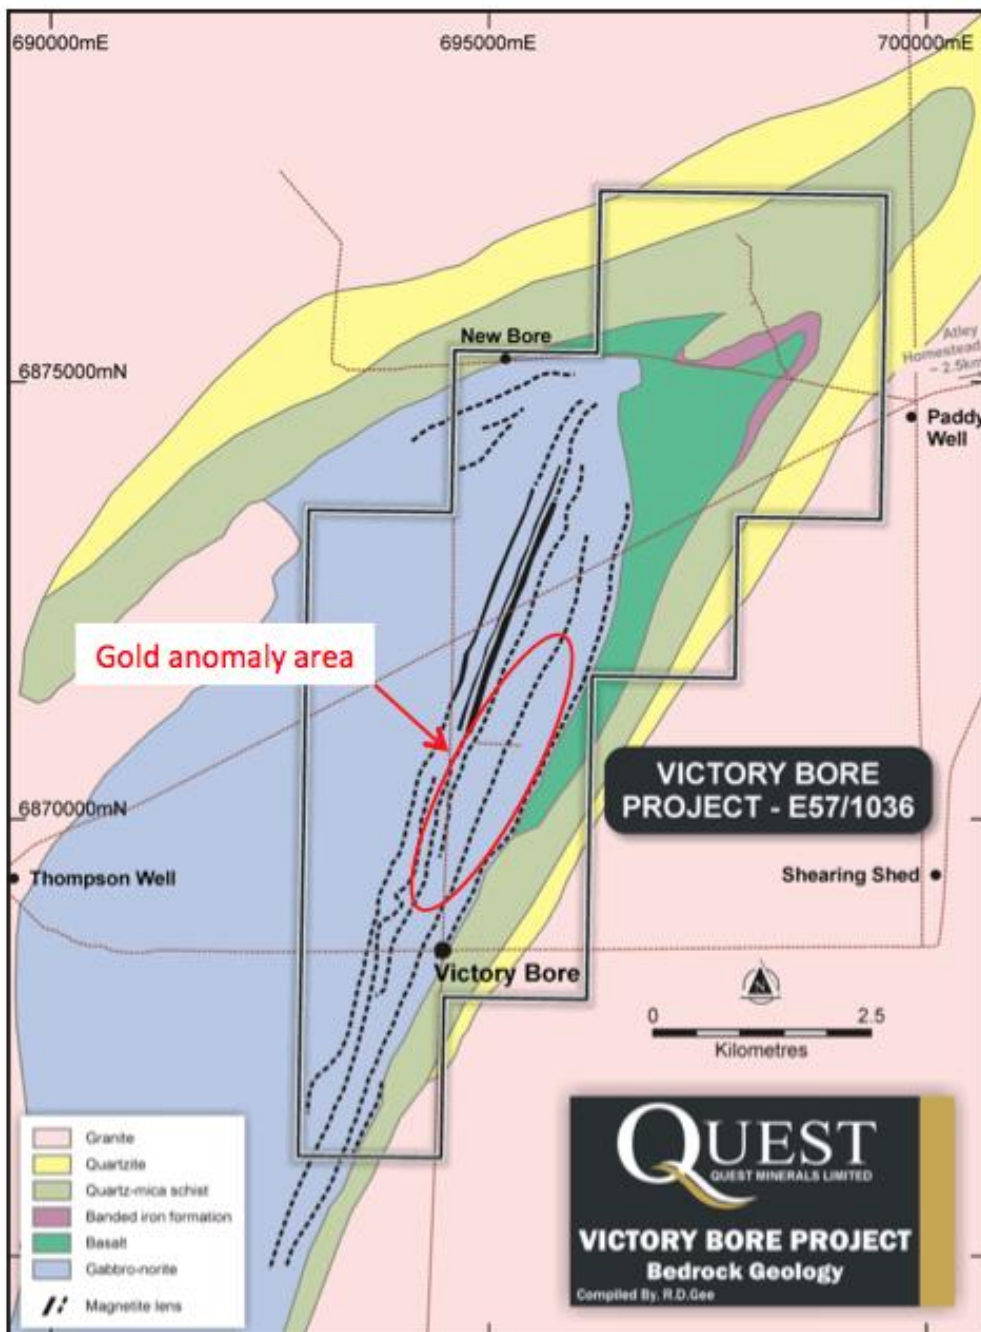 690000mE
695000mE
700000mE
New Bore
Atley
Homestead
~ 2.5km
6875000mN
Paddy
Well
Gold anomaly area
VICTORY BORE
PROJECT - E57/1036
6870000mN
Thompson Well
Shearing Shed
Victory Bore
N
0 2.5
Kilometres
Granite
Quartzite
Quartz-mica schist
Banded iron formation
Basalt
Gabbro-norite
Magnetite lens
QUEST
QUEST MINERALS LIMITED
VICTORY BORE PROJECT
Bedrock Geology
Compiled By. R.D.Gee